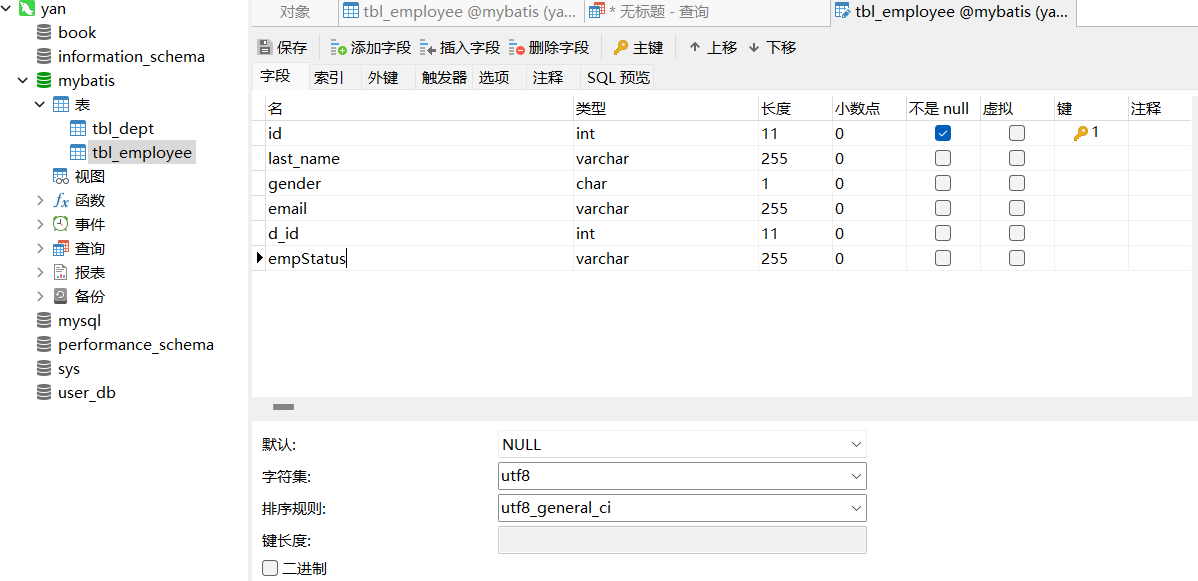 yan
book
information_schema
mybatis
表
tbl_dept
tbl_employee
视图
fx 函数
事件
查询
报表
备份
mysql
performance_schema
sys
user_db
对象 tbl_employee @mybatis (ya... * 无标题 - 查询 tbl_employee @mybatis (ya...
保存 添加字段 插入字段 删除字段 主键 上移 下移
字段 索引 外键 触发器 选项 注释 SQL 预览
名 类型 长度 小数点 不是 null 虚拟 键 注释
id int 11 0 1
last_name varchar 255 0
gender char 1 0
email varchar 255 0
d_id int 11 0
empStatus varchar 255 0
默认: NULL
字符集: utf8
排序规则: utf8_general_ci
键长度:
二进制